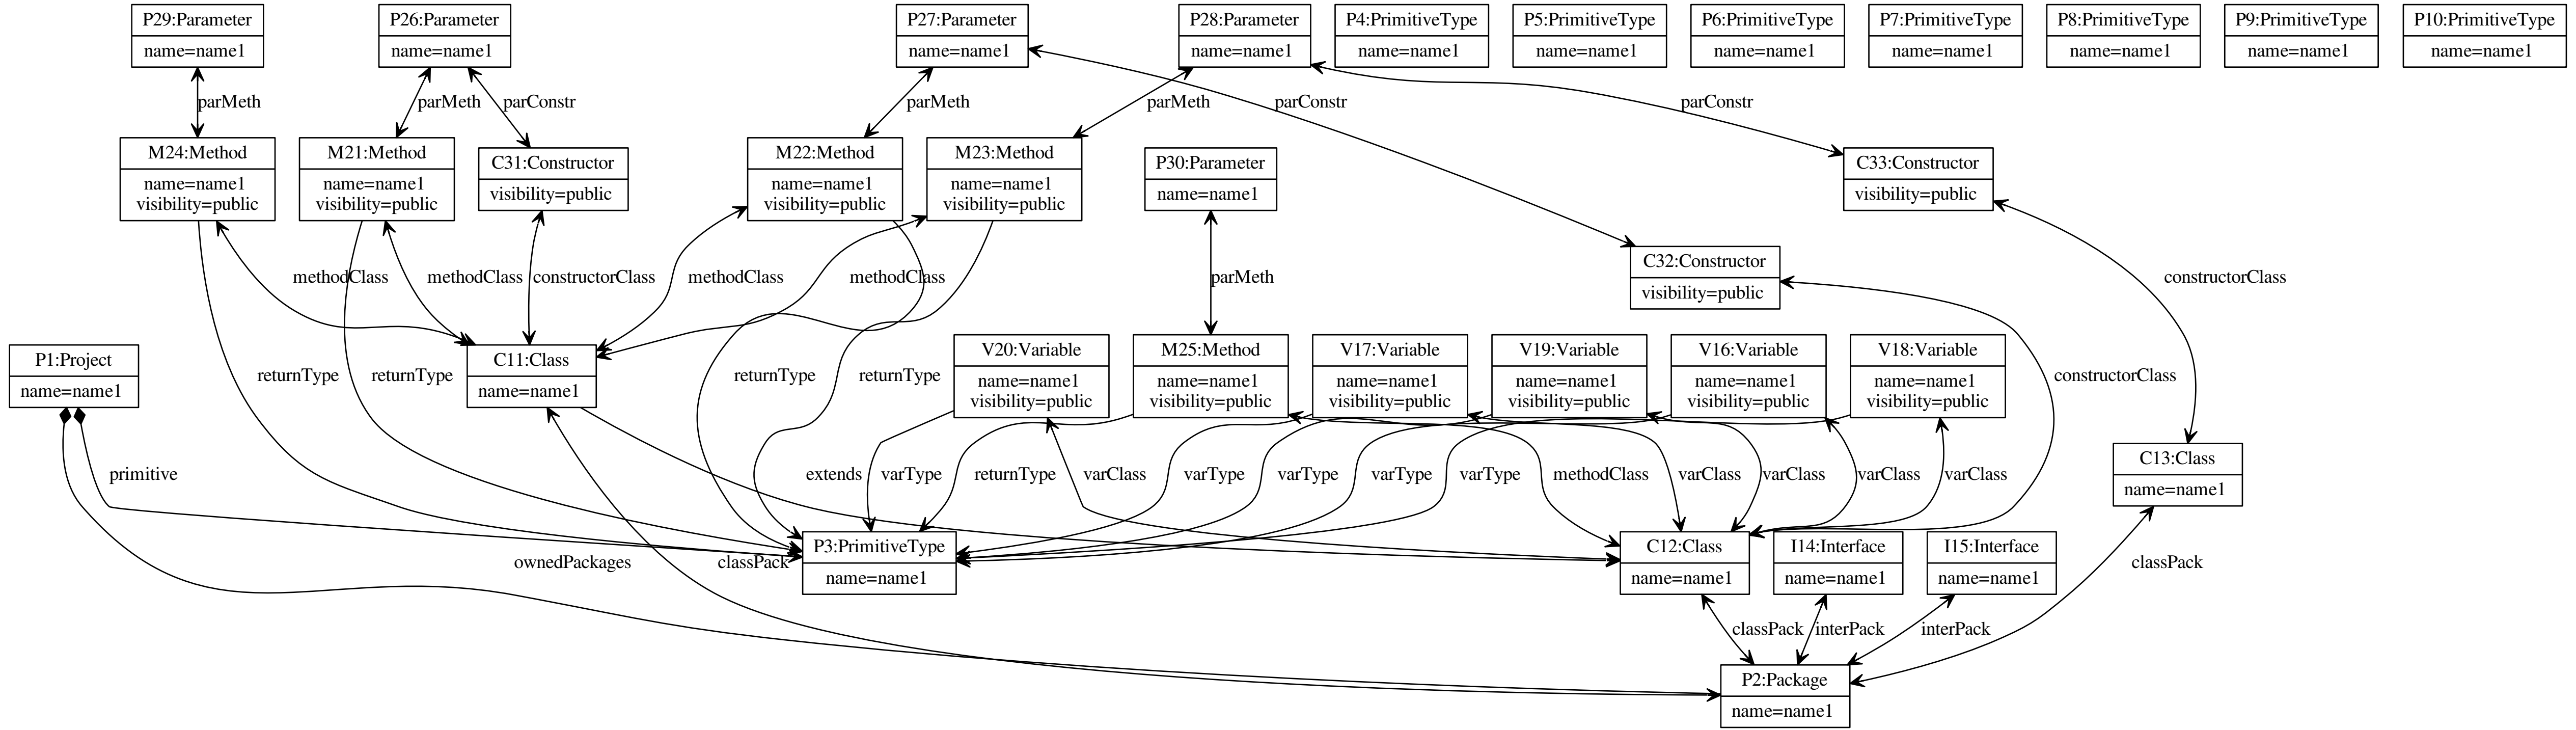 P29:Parameter
name=name1
P26:Parameter
name=name1
P27:Parameter
name=name1
P28:Parameter
name=name1
P4:PrimitiveType
name=name1
P5:PrimitiveType
name=name1
P6:PrimitiveType
name=name1
P7:PrimitiveType
name=name1
P8:PrimitiveType
name=name1
P9:PrimitiveType
name=name1
P10:PrimitiveType
name=name1
parMeth
parMeth
parConstr
parMeth
parMeth
parConstr
parConstr
M24:Method
name=name1
visibility=public
M21:Method
name=name1
visibility=public
C31:Constructor
visibility=public
M22:Method
name=name1
visibility=public
M23:Method
name=name1
visibility=public
P30:Parameter
name=name1
C33:Constructor
visibility=public
methodClass
methodClass
constructorClass
methodClass
methodClass
parMeth
C32:Constructor
visibility=public
constructorClass
P1:Project
name=name1
returnType
returnType
C11:Class
name=name1
returnType
returnType
V20:Variable
name=name1
visibility=public
M25:Method
name=name1
visibility=public
V17:Variable
name=name1
visibility=public
V19:Variable
name=name1
visibility=public
V16:Variable
name=name1
visibility=public
V18:Variable
name=name1
visibility=public
constructorClass
primitive
extends
varType
returnType
varClass
varType
varType
varType
varType
methodClass
varClass
varClass
varClass
varClass
C13:Class
name=name1
ownedPackages
classPack
P3:PrimitiveType
name=name1
C12:Class
name=name1
I14:Interface
name=name1
I15:Interface
name=name1
classPack
classPack
interPack
interPack
P2:Package
name=name1